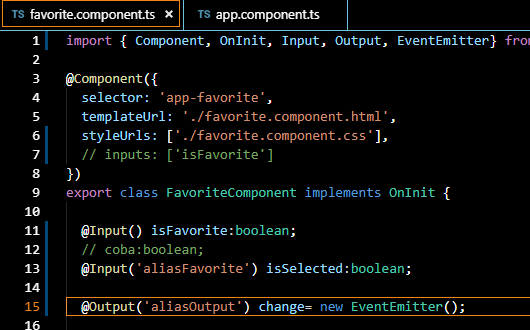 TS favorite.component.ts × TS app.component.ts
1 import { Component, OnInit, Input, Output, EventEmitter} from
2
3 @Component({
4 selector: 'app-favorite',
5 templateUrl: './favorite.component.html',
6 styleUrls: ['./favorite.component.css'],
7 // inputs: ['isFavorite']
8 })
9 export class FavoriteComponent implements OnInit {
10
11 @Input() isFavorite:boolean;
12 // coba:boolean;
13 @Input('aliasFavorite') isSelected:boolean;
14
15 @Output('aliasOutput') change= new EventEmitter();
16